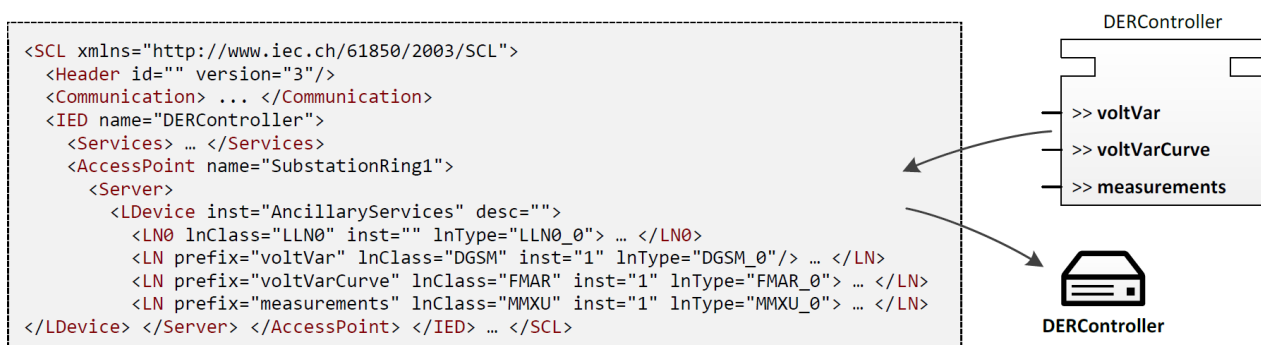 <SCL xmlns="http://www.iec.ch/61850/2003/SCL">
<Header id="" version="3"/>
<Communication> ... </Communication>
<IED name="DERController">
<Services> … </Services>
<AccessPoint name="SubstationRing1">
<Server>
<LDevice inst="AncillaryServices" desc="">
<LN0 lnClass="LLN0" inst="" lnType="LLN0_0"> … </LN0>
<LN prefix="voltVar" lnClass="DGSM" inst="1" lnType="DGSM_0"/> … </LN>
<LN prefix="voltVarCurve" lnClass="FMAR" inst="1" lnType="FMAR_0"> … </LN>
<LN prefix="measurements" lnClass="MMXU" inst="1" lnType="MMXU_0"> … </LN>
</LDevice> </Server> </AccessPoint> </IED> … </SCL>
DERController
>> voltVar
>> voltVarCurve
>> measurements
DERController